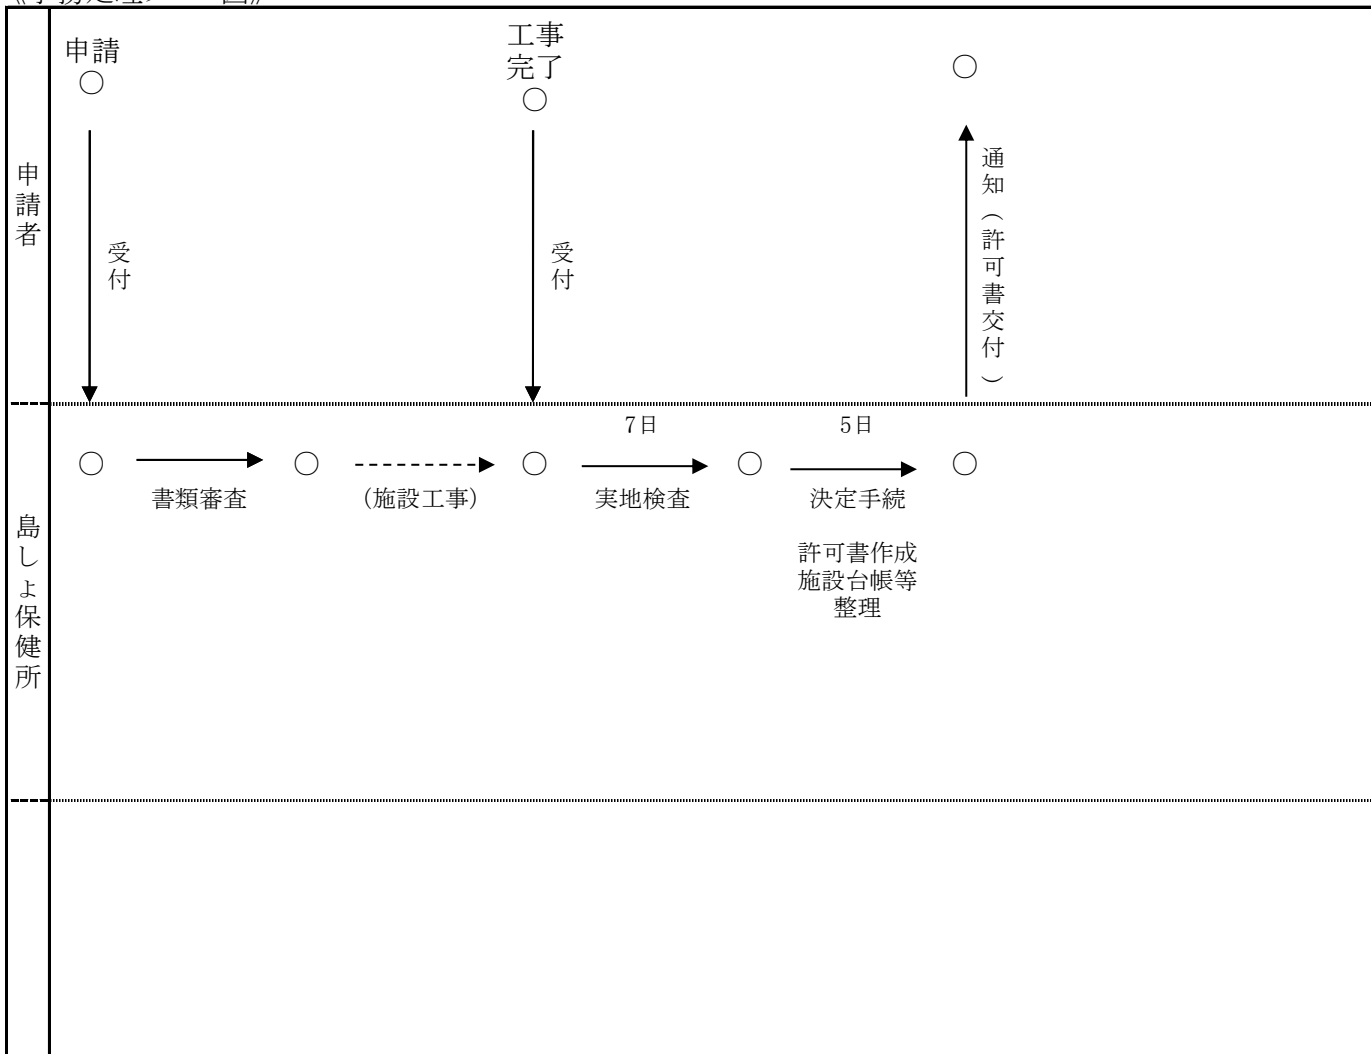 申請
工事
完了
申請者
受付
受付
通知（許可書交付）
7日
5日
書類審査
(施設工事)
実地検査
決定手続
許可書作成
施設台帳等
整理
島しょ保健所